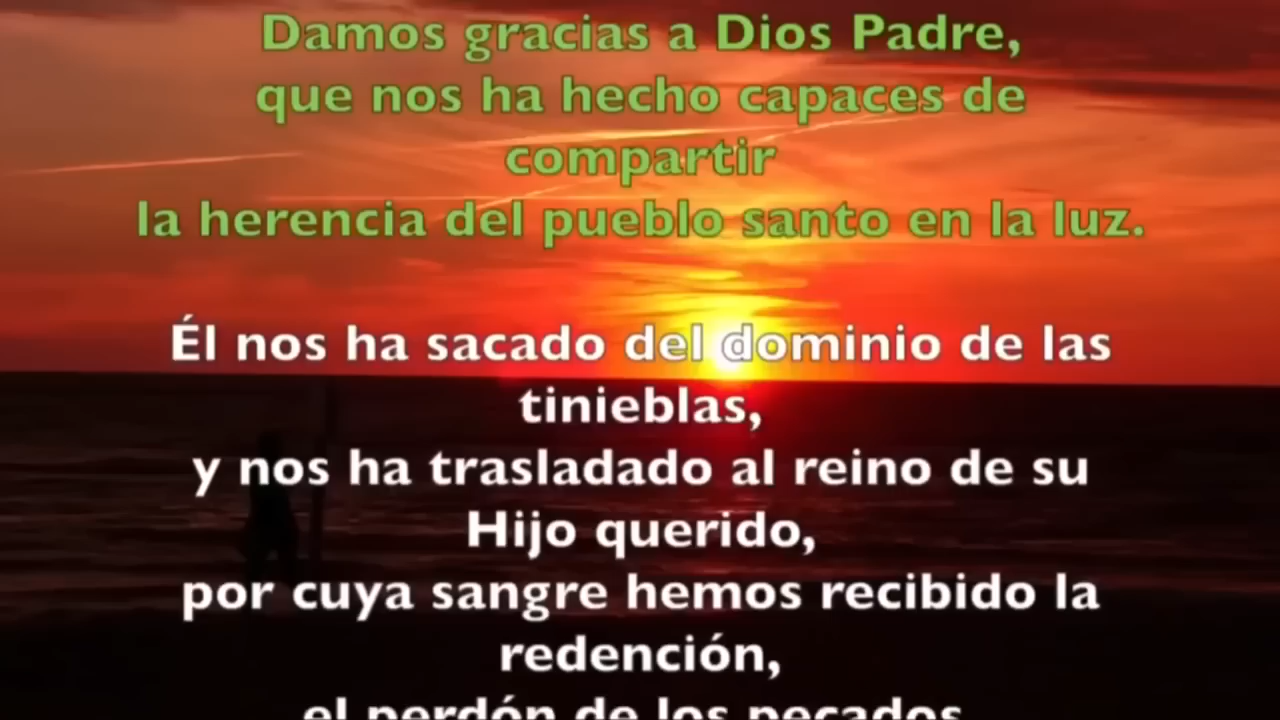 Damos gracias a Dios Padre,
que nos ha hecho capaces de
compartir
la herencia del pueblo santo en la luz.
Él nos ha sacado del dominio de las
tinieblas,
y nos ha trasladado al reino de su
Hijo querido,
por cuya sangre hemos recibido la
redención,
el perdón de los pecados